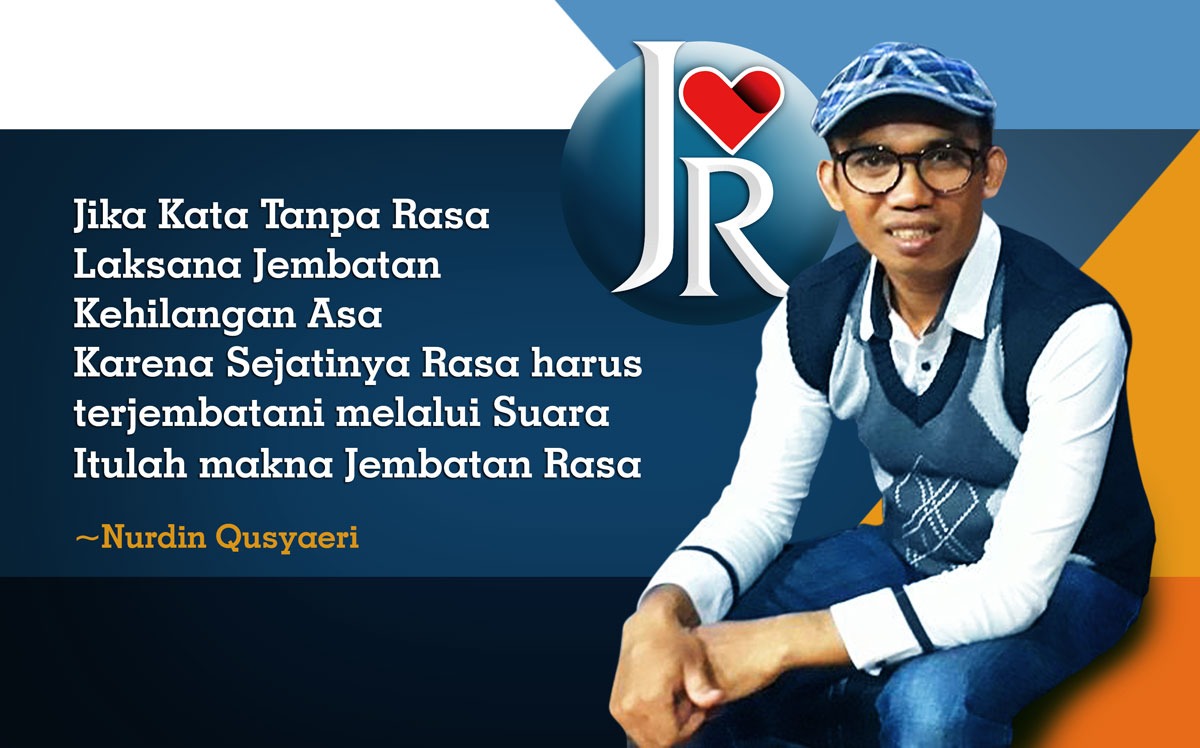 JR
Jika Kata Tanpa Rasa
Laksana Jembatan
Kehilangan Asa
Karena Sejatinya Rasa harus
terjembatani melalui Suara
Itulah makna Jembatan Rasa
~Nurdin Qusyaeri